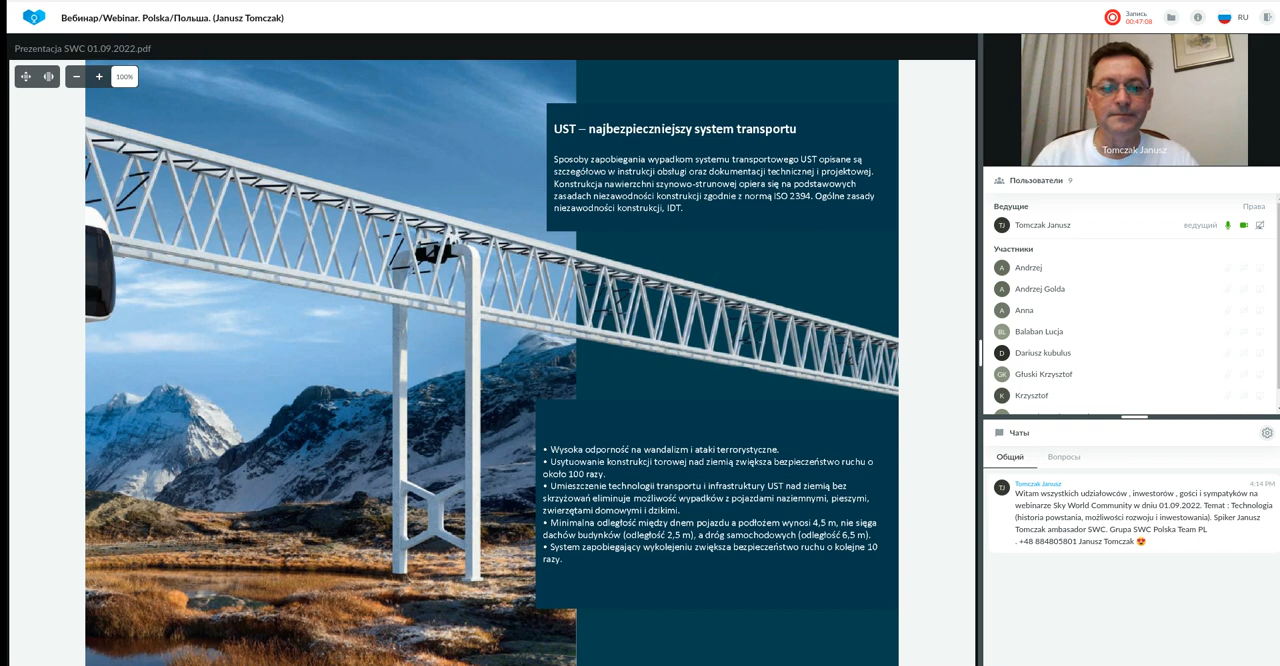 Вебинар/Webinar. Polska/Польша. (Janusz Tomczak)
Запись
00:47:08
RU
Prezentacja SWC 01.09.2022.pdf
100%
UST – najbezpieczniejszy system transportu
Sposoby zapobiegania wypadkom systemu transportowego UST opisane są
szczegółowo w instrukcji obsługi oraz dokumentacji technicznej i projektowej.
Konstrukcja nawierzchni szynowo-strunowej opiera się na podstawowych
zasadach niezawodności konstrukcji zgodnie z normą ISO 2394. Ogólne zasady
niezawodności konstrukcji, IDT.
• Wysoka odporność na wandalizm i ataki terrorystyczne.
• Usytuowanie konstrukcji torowej nad ziemią zwiększa bezpieczeństwo ruchu o
około 100 razy.
• Umieszczenie technologii transportu i infrastruktury UST nad ziemią bez
skrzyżowań eliminuje możliwość wypadków z pojazdami naziemnymi, pieszymi,
zwierzętami domowymi i dzikimi.
• Minimalna odległość między dnem pojazdu a podłożem wynosi 4,5 m, nie sięga
dachów budynków (odległość 2,5 m), a dróg samochodowych (odległość 6,5 m).
• System zapobiegający wykolejeniu zwiększa bezpieczeństwo ruchu o kolejne 10
razy.
Tomczak Janusz
Пользователи 9
Ведущие Права
TJ Tomczak Janusz ведущий
Участники
A Andrzej
A Andrzej Golda
A Anna
BL Balaban Lucja
D Dariusz kubulus
GK Głuski Krzysztof
K Krzysztof
Чаты
Общий Вопросы
TJ Tomczak Janusz 4:14 PM
Witam wszystkich udziałowców , inwestorów , gości i sympatyków na
webinarze Sky World Community w dniu 01.09.2022. Temat : Technologia
(historia powstania, możliwości rozwoju i inwestowania). Spiker Janusz
Tomczak ambasador SWC. Grupa SWC Polska Team PL
. +48 884805801 Janusz Tomczak 😍